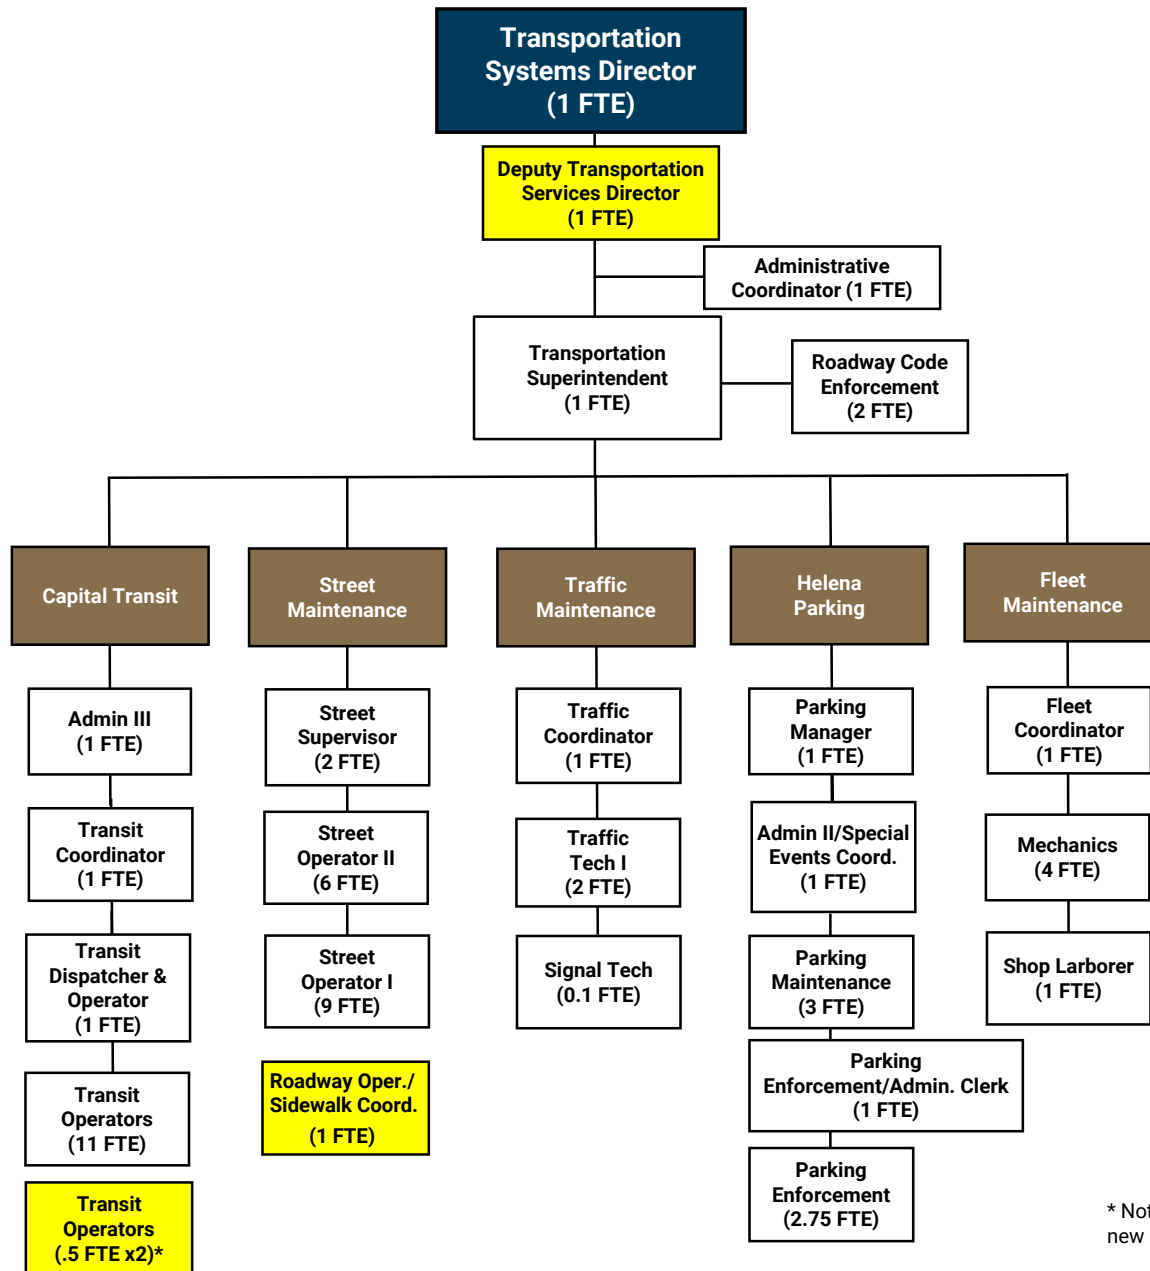 Transportation
Systems Director
(1 FTE)
Deputy Transportation
Services Director
(1 FTE)
Administrative
Coordinator (1 FTE)
Transportation
Superintendent
(1 FTE)
Roadway Code
Enforcement
(2 FTE)
Capital Transit
Street
Maintenance
Traffic
Maintenance
Helena
Parking
Fleet
Maintenance
Admin III
(1 FTE)
Transit
Coordinator
(1 FTE)
Transit
Dispatcher &
Operator
(1 FTE)
Transit
Operators
(11 FTE)
Transit
Operators
(.5 FTE x2)*
Street
Supervisor
(2 FTE)
Street
Operator II
(6 FTE)
Street
Operator I
(9 FTE)
Roadway Oper./
Sidewalk Coord.
(1 FTE)
Traffic
Coordinator
(1 FTE)
Traffic
Tech I
(2 FTE)
Signal Tech
(0.1 FTE)
Parking
Manager
(1 FTE)
Admin II/Special
Events Coord.
(1 FTE)
Parking
Maintenance
(3 FTE)
Parking
Enforcement/Admin. Clerk
(1 FTE)
Parking
Enforcement
(2.75 FTE)
Fleet
Coordinator
(1 FTE)
Mechanics
(4 FTE)
Shop Larborer
(1 FTE)
* Not
new